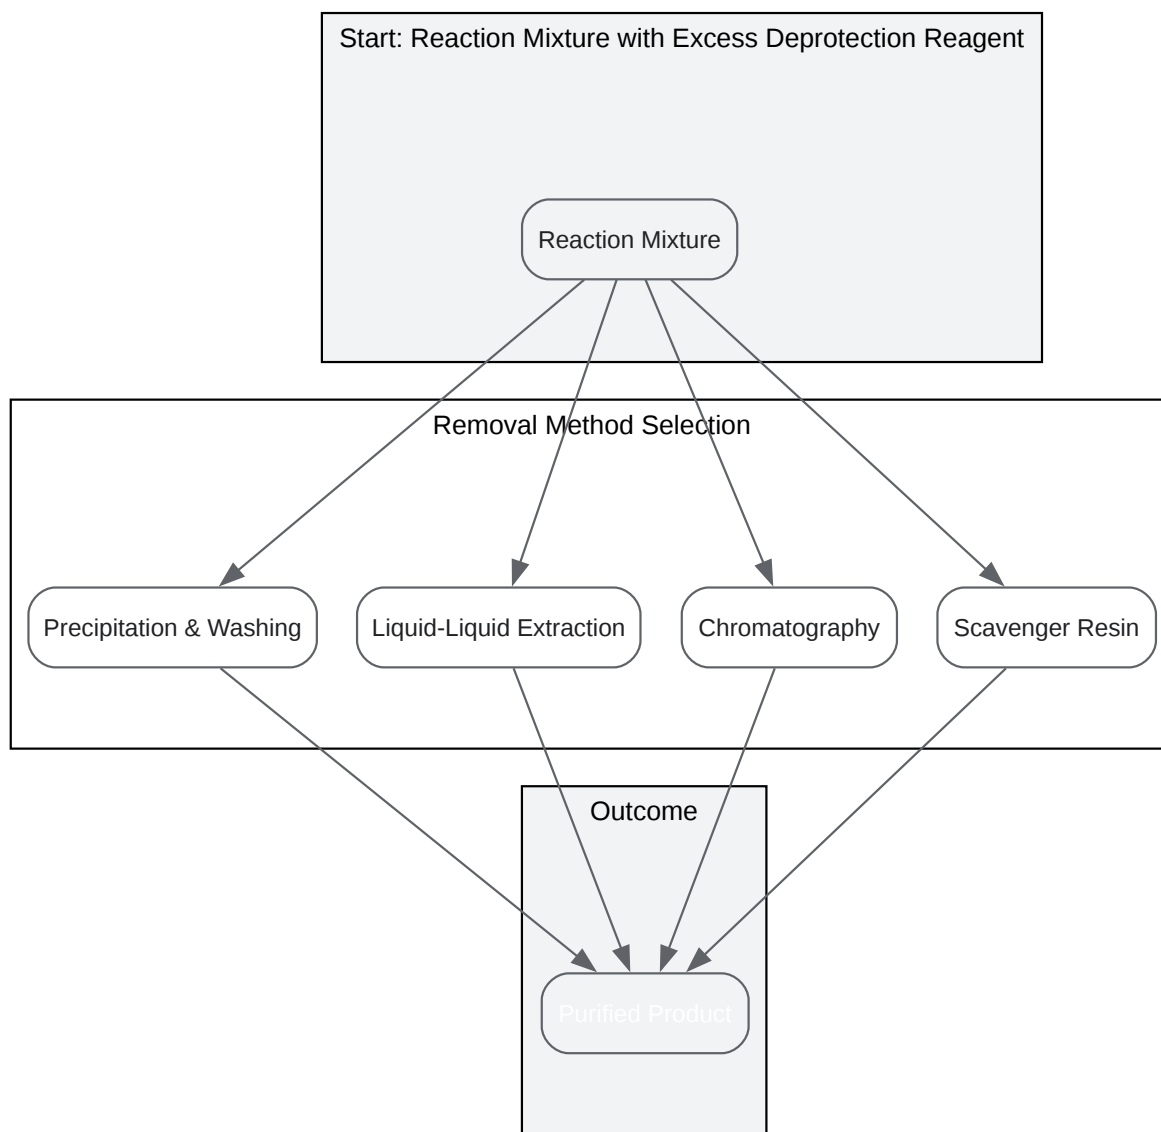 Start: Reaction Mixture with Excess Deprotection Reagent
Reaction Mixture
Removal Method Selection
Precipitation & Washing
Liquid-Liquid Extraction
Chromatography
Scavenger Resin
Outcome
Purified Product